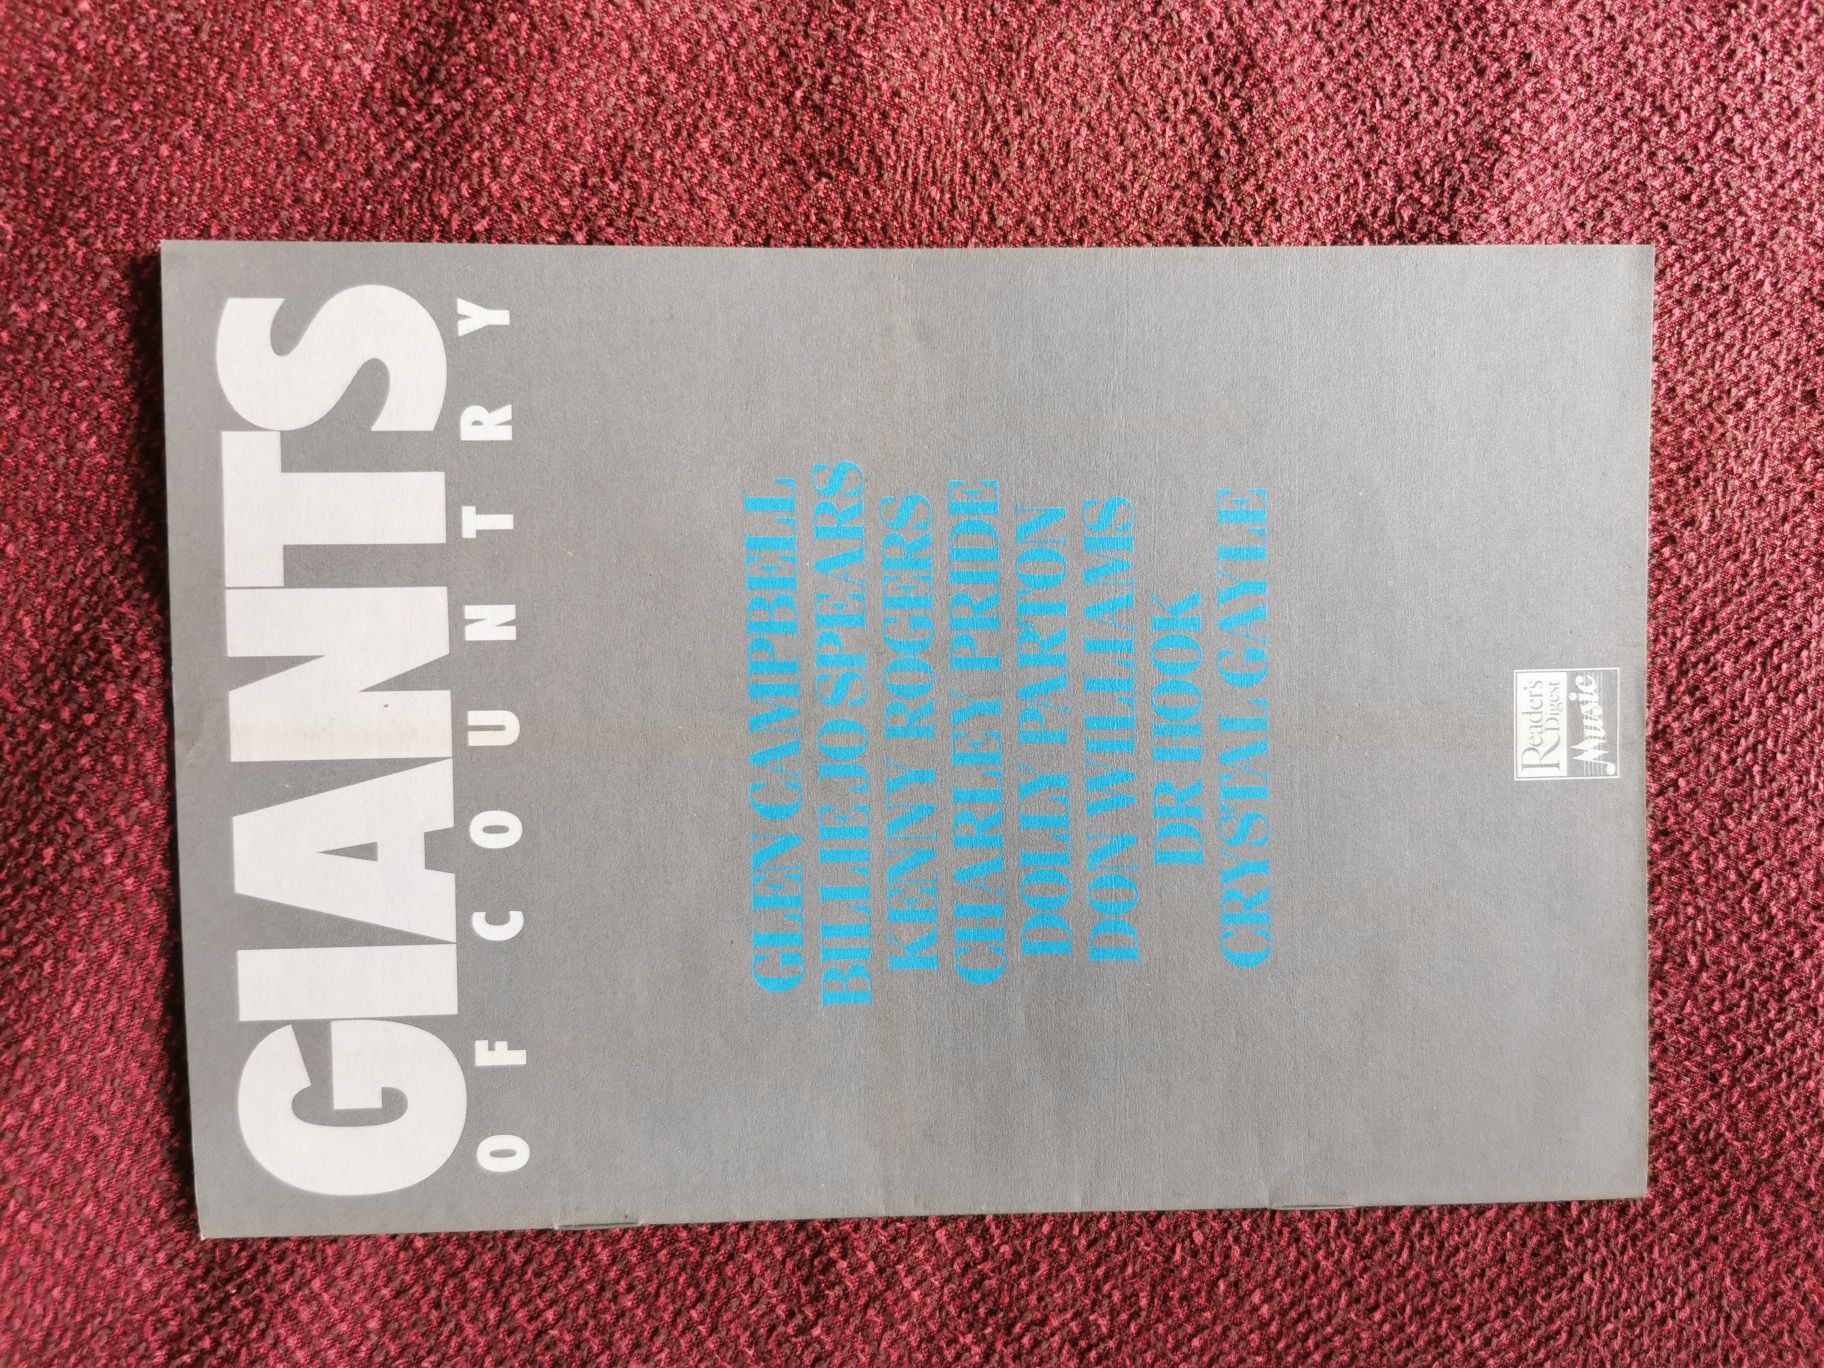 GIANTS
OF COUNTRY
GLEN CAMPBELL
BILLIE JO SPEARS
KENNY ROGERS
CHARLEY PRIDE
DOLLY PARTON
DON WILLIAMS
DR HOOK
CRYSTAL GAYLE
Reader's
Digest
Music